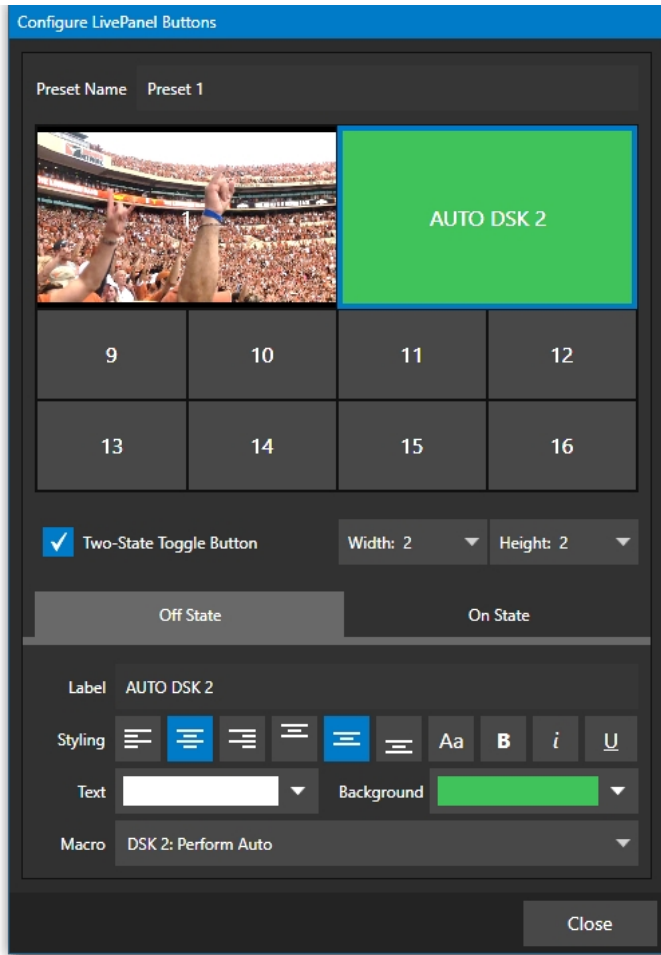 Configure LivePanel Buttons
Preset Name Preset 1
1
AUTO DSK 2
9 10 11 12
13 14 15 16
Two-State Toggle Button Width: 2 Height: 2
Off State On State
Label AUTO DSK 2
Styling Aa B i U
Text Background
Macro DSK 2: Perform Auto
Close